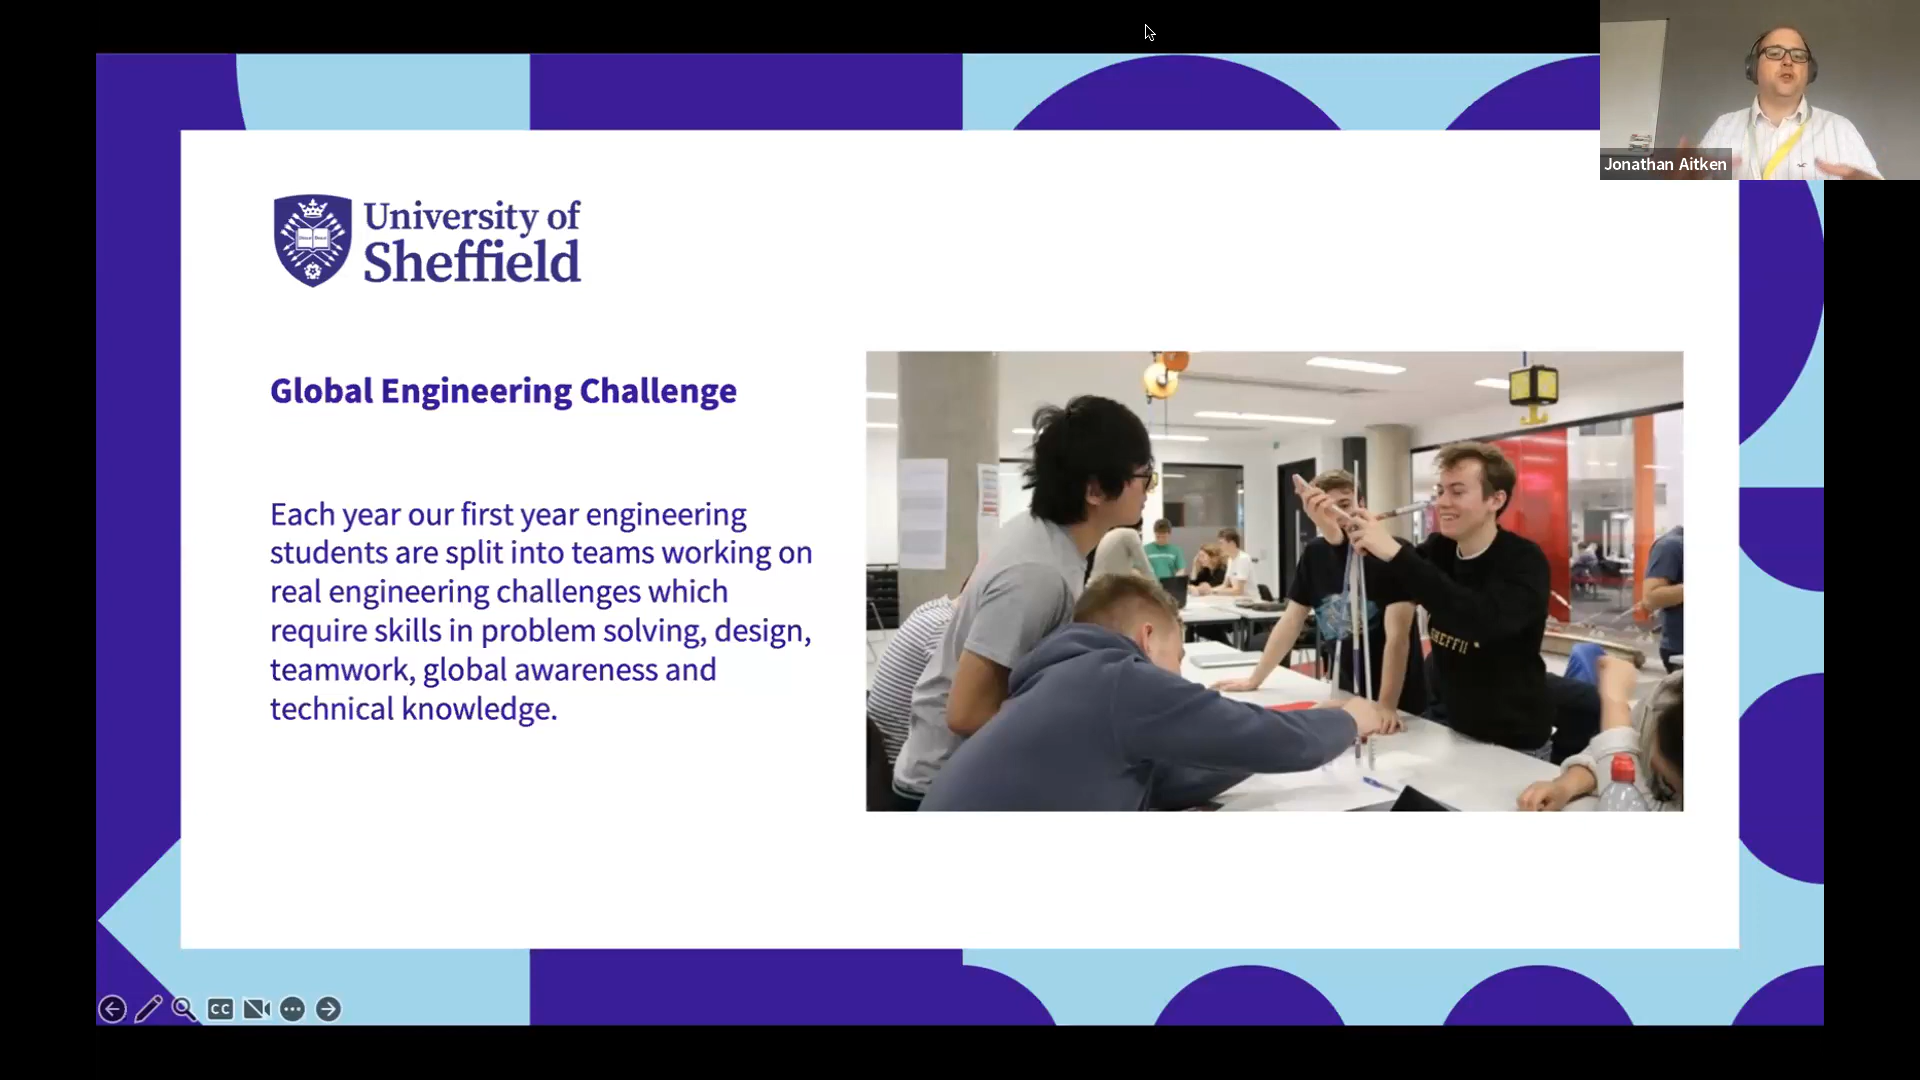 Jonathan Aitken
University of
Sheffield
Global Engineering Challenge
Each year our first year engineering
students are split into teams working on
real engineering challenges which
require skills in problem solving, design,
teamwork, global awareness and
technical knowledge.
CC